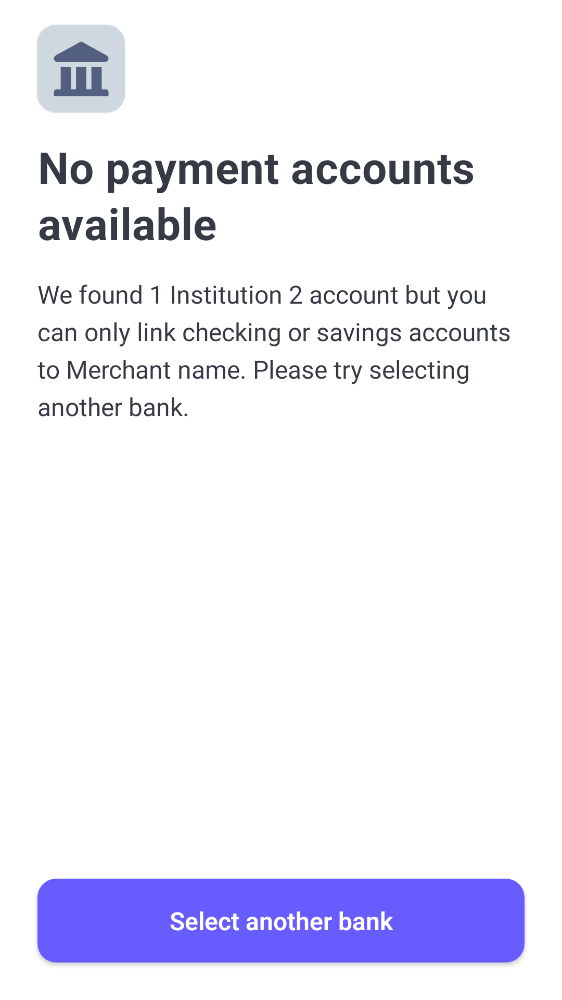 No payment accounts
available
We found 1 Institution 2 account but you
can only link checking or savings accounts
to Merchant name. Please try selecting
another bank.
Select another bank